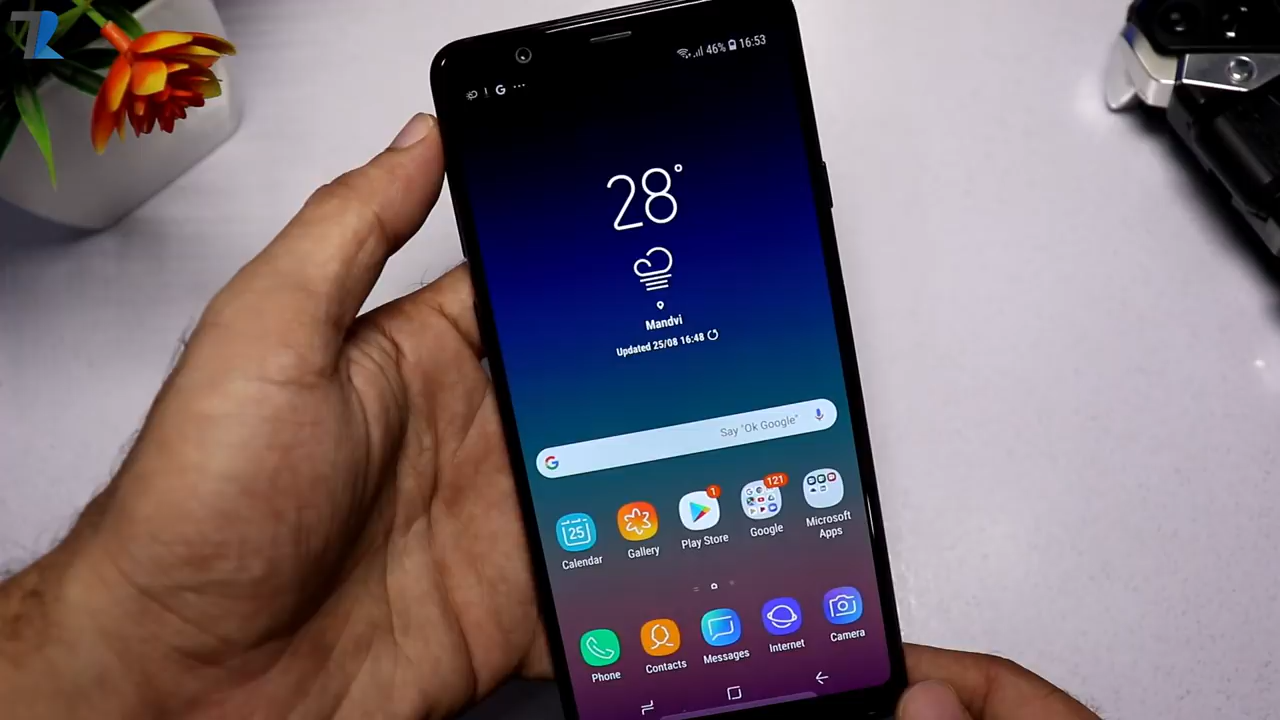 46% 16:53
! G ...
28°
Mandvi
Updated 25/08 16:48
G Say "Ok Google"
1
121
25
Calendar
Gallery
Play Store
Google
Microsoft
Apps
Phone
Contacts
Messages
Internet
Camera